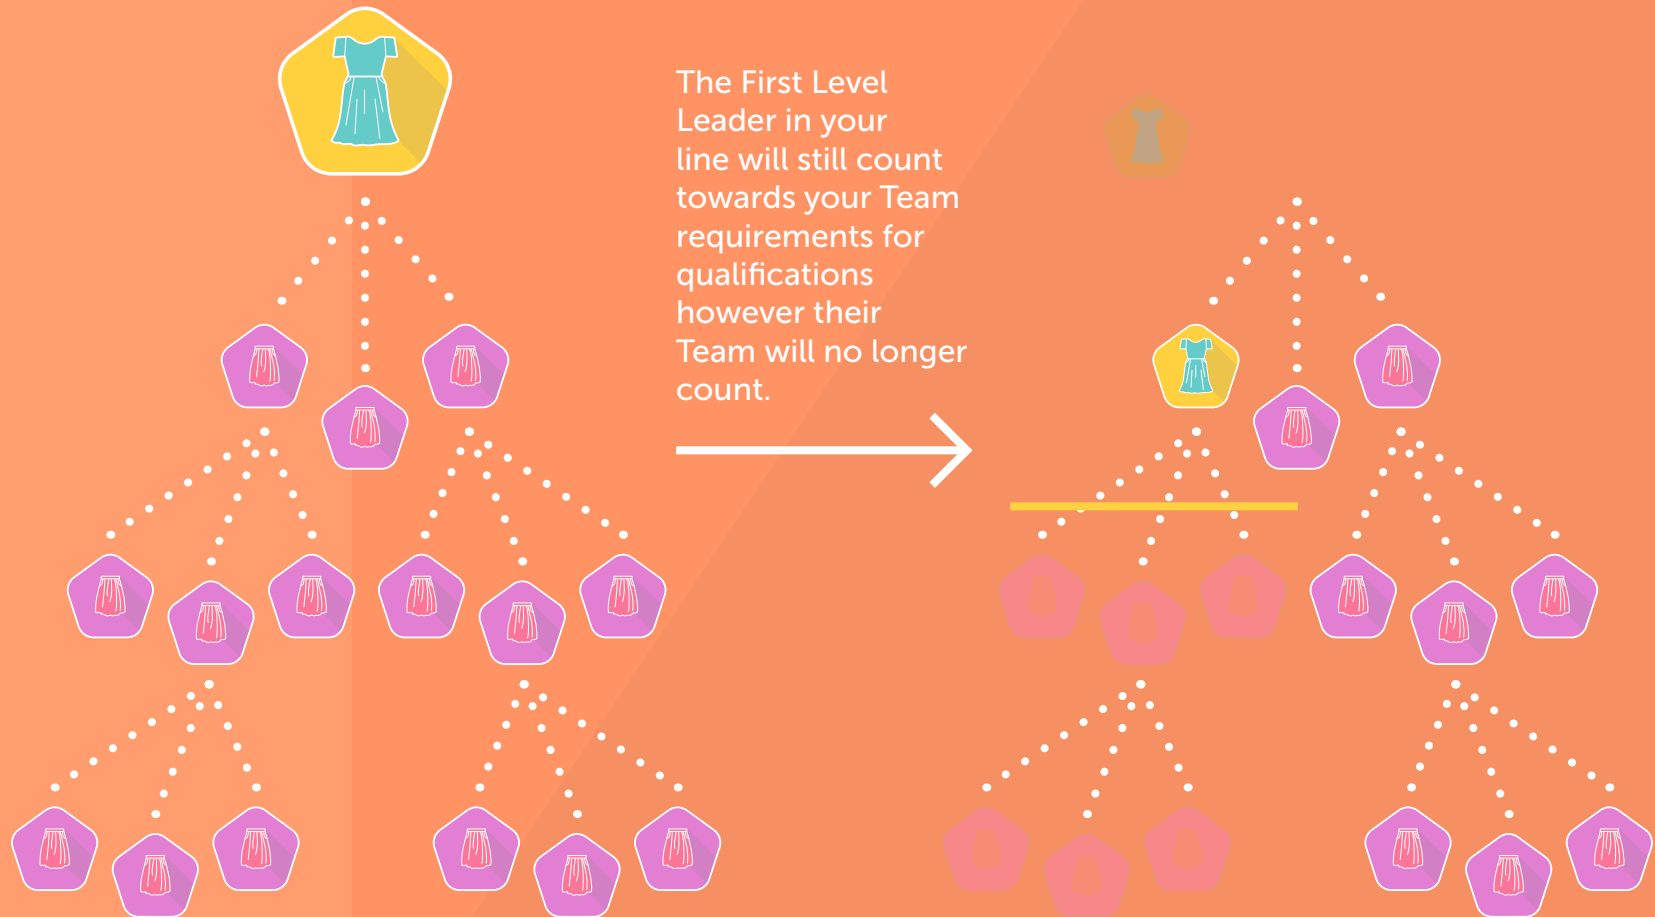 The First Level
Leader in your
line will still count
towards your Team
requirements for
qualifications
however their
Team will no longer
count.